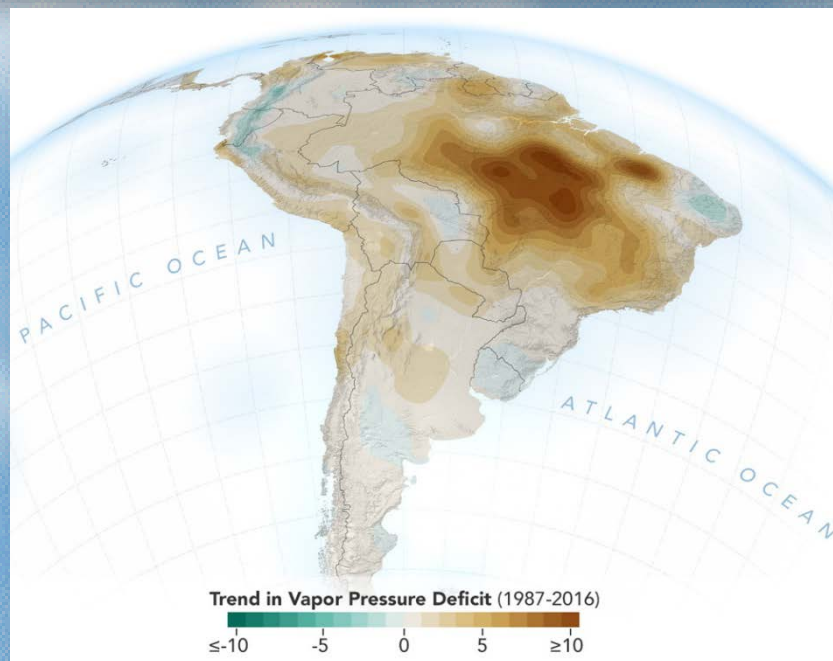 PACIFIC OCEAN
ATLANTIC OCEAN
Trend in Vapor Pressure Deficit (1987-2016)
≤-10 -5 0 5 ≥10